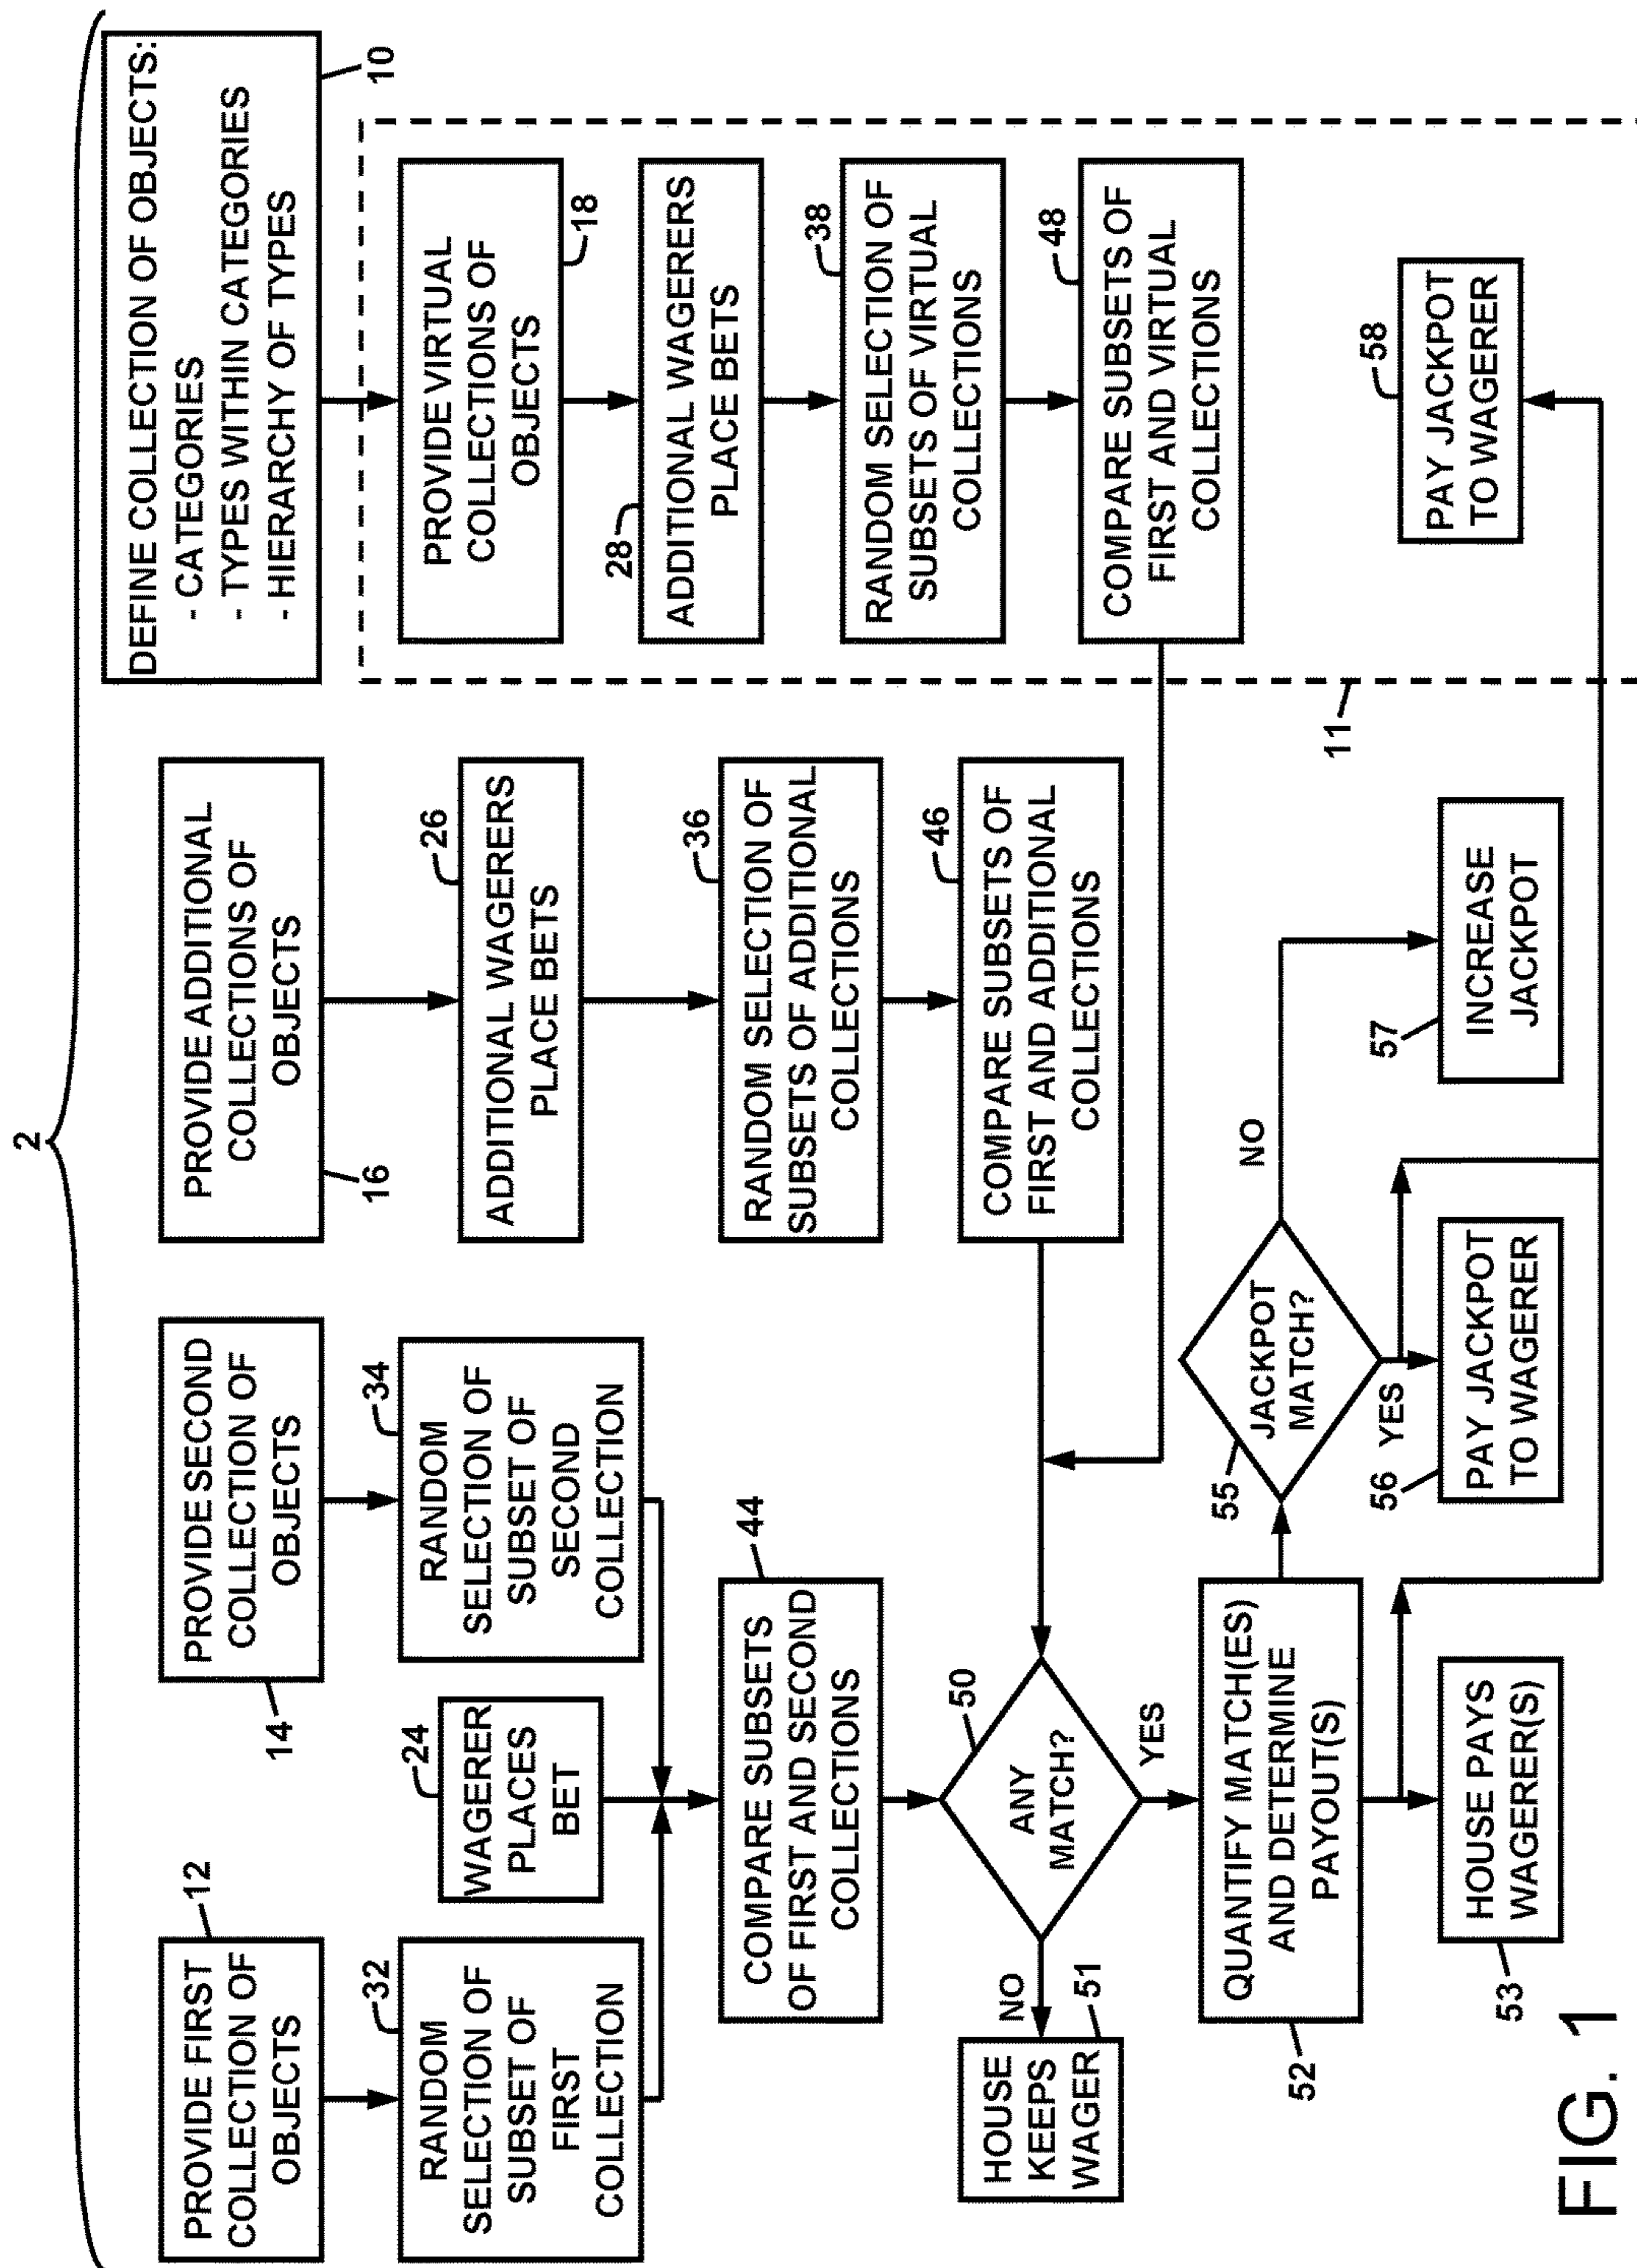 2
PROVIDE FIRST
COLLECTION OF
OBJECTS
12
PROVIDE SECOND
COLLECTION OF
OBJECTS
14
PROVIDE ADDITIONAL
COLLECTIONS OF
OBJECTS
16
DEFINE COLLECTION OF OBJECTS:
- CATEGORIES
- TYPES WITHIN CATEGORIES
- HIERARCHY OF TYPES
10
RANDOM
SELECTION OF
SUBSET OF
FIRST
COLLECTION
32
WAGERER
PLACES
BET
24
RANDOM
SELECTION OF
SUBSET OF
SECOND
COLLECTION
34
ADDITIONAL WAGERERS
PLACE BETS
26
PROVIDE VIRTUAL
COLLECTIONS OF
OBJECTS
18
ADDITIONAL WAGERERS
PLACE BETS
28
COMPARE SUBSETS
OF FIRST AND SECOND
COLLECTIONS
44
RANDOM SELECTION OF
SUBSETS OF ADDITIONAL
COLLECTIONS
36
RANDOM SELECTION OF
SUBSETS OF VIRTUAL
COLLECTIONS
38
COMPARE SUBSETS OF
FIRST AND ADDITIONAL
COLLECTIONS
46
COMPARE SUBSETS OF
FIRST AND VIRTUAL
COLLECTIONS
48
HOUSE
KEEPS
WAGER
51
NO
ANY
MATCH?
50
YES
QUANTIFY MATCH(ES)
AND DETERMINE
PAYOUT(S)
52
JACKPOT
MATCH?
55
NO
YES
11
HOUSE PAYS
WAGERER(S)
53
PAY JACKPOT
TO WAGERER
56
INCREASE
JACKPOT
57
PAY JACKPOT
TO WAGERER
58
FIG. 1